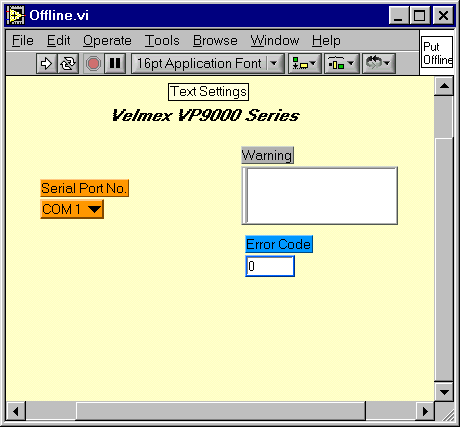 Offline.vi
File Edit Operate Tools Browse Window Help
16pt Application Font
Put
Offline
Text Settings
Velmex VP9000 Series
Warning
Serial Port No.
COM 1
Error Code
0